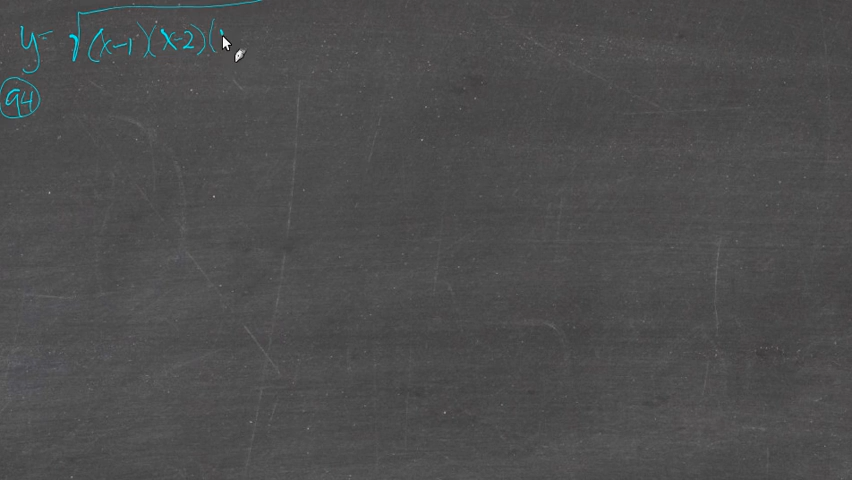 y= √(x-1)(x-2)(
94